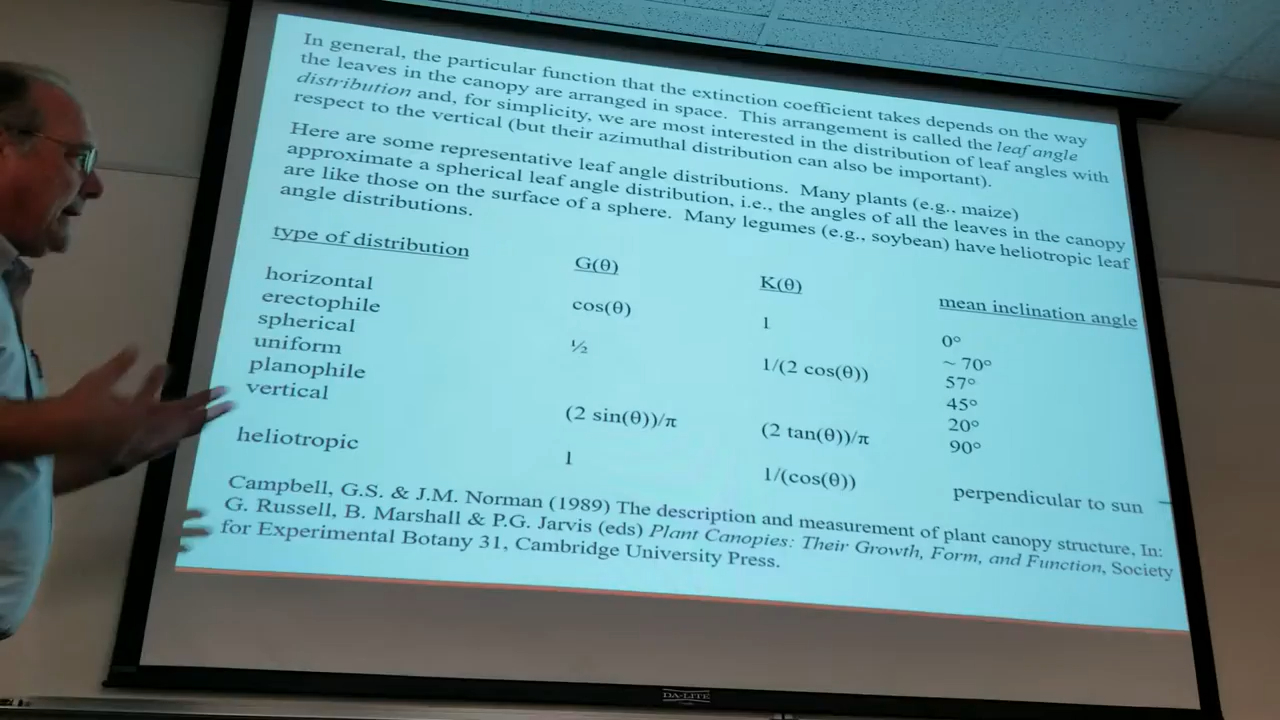 In general, the particular function that the extinction coefficient takes depends on the way
the leaves in the canopy are arranged in space. This arrangement is called the leaf angle
distribution and, for simplicity, we are most interested in the distribution of leaf angles with
respect to the vertical (but their azimuthal distribution can also be important).
Here are some representative leaf angle distributions. Many plants (e.g., maize)
approximate a spherical leaf angle distribution, i.e., the angles of all the leaves in the canopy
are like those on the surface of a sphere. Many legumes (e.g., soybean) have heliotropic leaf
angle distributions.
type of distribution G(θ) K(θ) mean inclination angle
horizontal cos(θ) 1 0°
erectophile ~ 70°
spherical ½ 1/(2 cos(θ)) 57°
uniform 45°
planophile 20°
vertical (2 sin(θ))/π (2 tan(θ))/π 90°
heliotropic 1 1/(cos(θ)) perpendicular to sun
Campbell, G.S. & J.M. Norman (1989) The description and measurement of plant canopy structure, In:
G. Russell, B. Marshall & P.G. Jarvis (eds) Plant Canopies: Their Growth, Form, and Function, Society
for Experimental Botany 31, Cambridge University Press.
DA-LITE